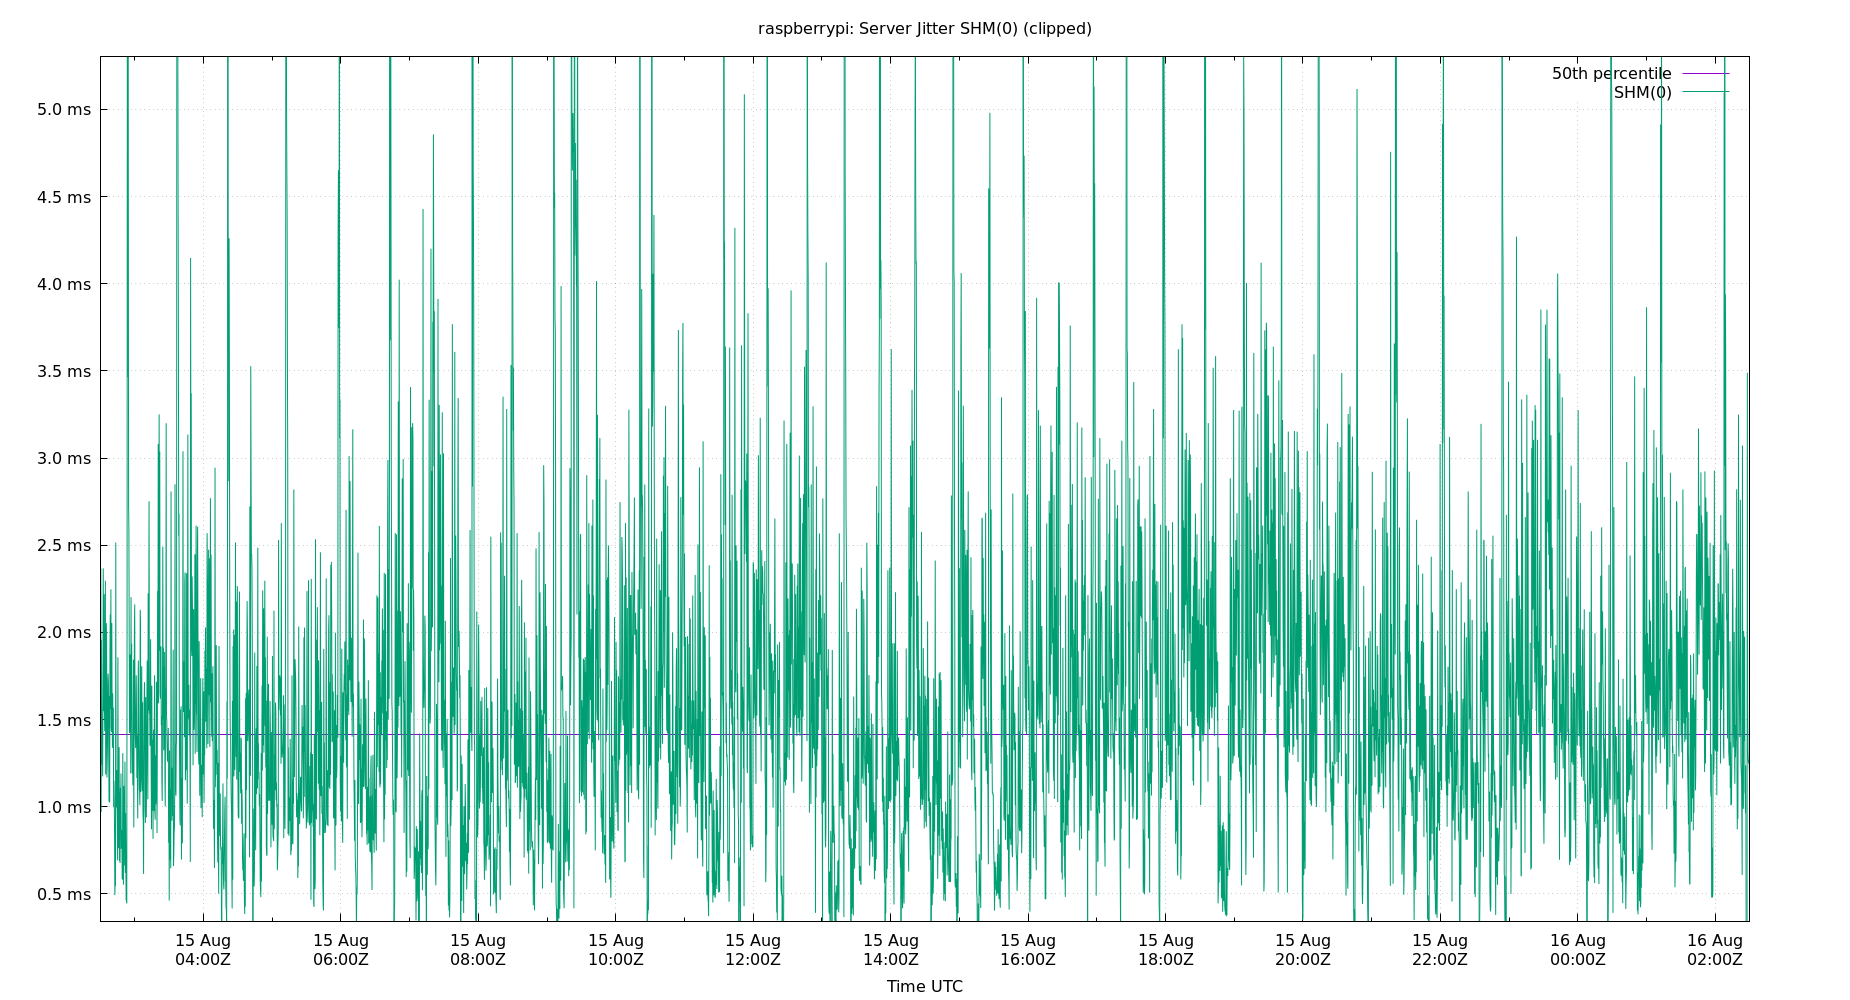 raspberrypi: Server Jitter SHM(0) (clipped)
50th percentile
SHM(0)
5.0 ms
4.5 ms
4.0 ms
3.5 ms
3.0 ms
2.5 ms
2.0 ms
1.5 ms
1.0 ms
0.5 ms
15 Aug 15 Aug 15 Aug 15 Aug 15 Aug 15 Aug 15 Aug 15 Aug 15 Aug 15 Aug 16 Aug 16 Aug
04:00Z 06:00Z 08:00Z 10:00Z 12:00Z 14:00Z 16:00Z 18:00Z 20:00Z 22:00Z 00:00Z 02:00Z
Time UTC